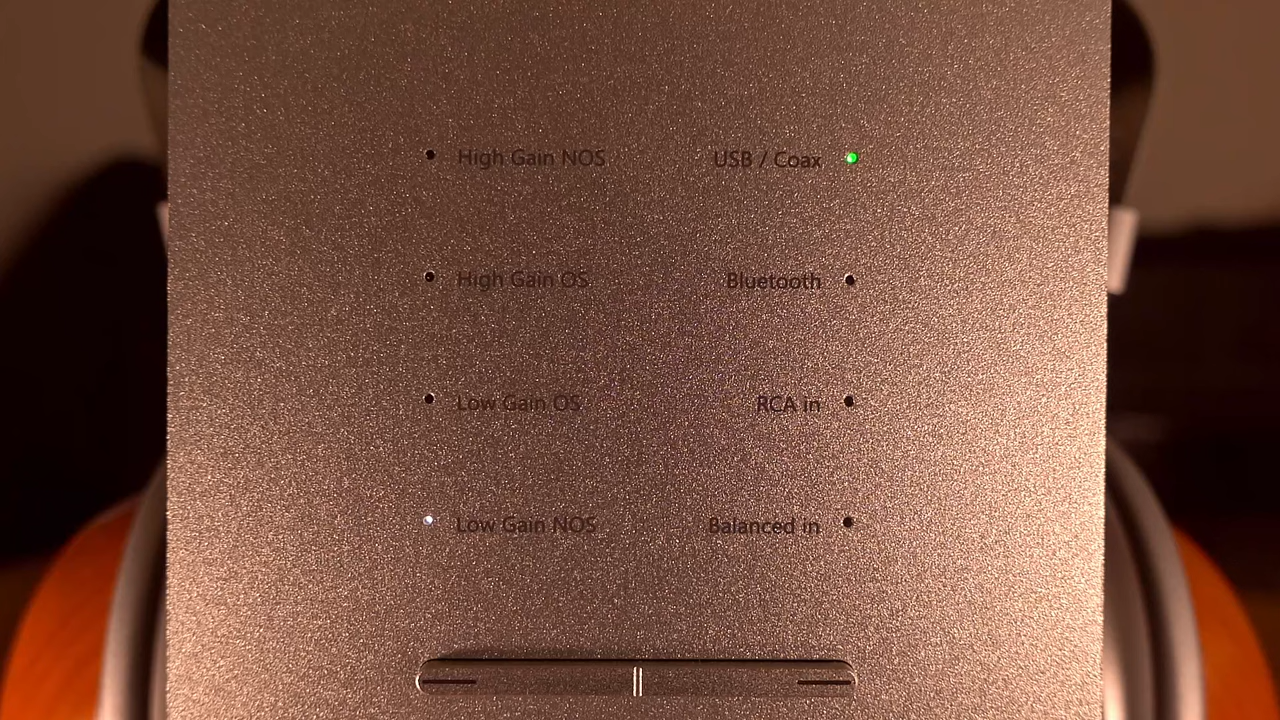 High Gain NOS
USB / Coax
High Gain OS
Bluetooth
Low Gain OS
RCA in
Low Gain NOS
Balanced in